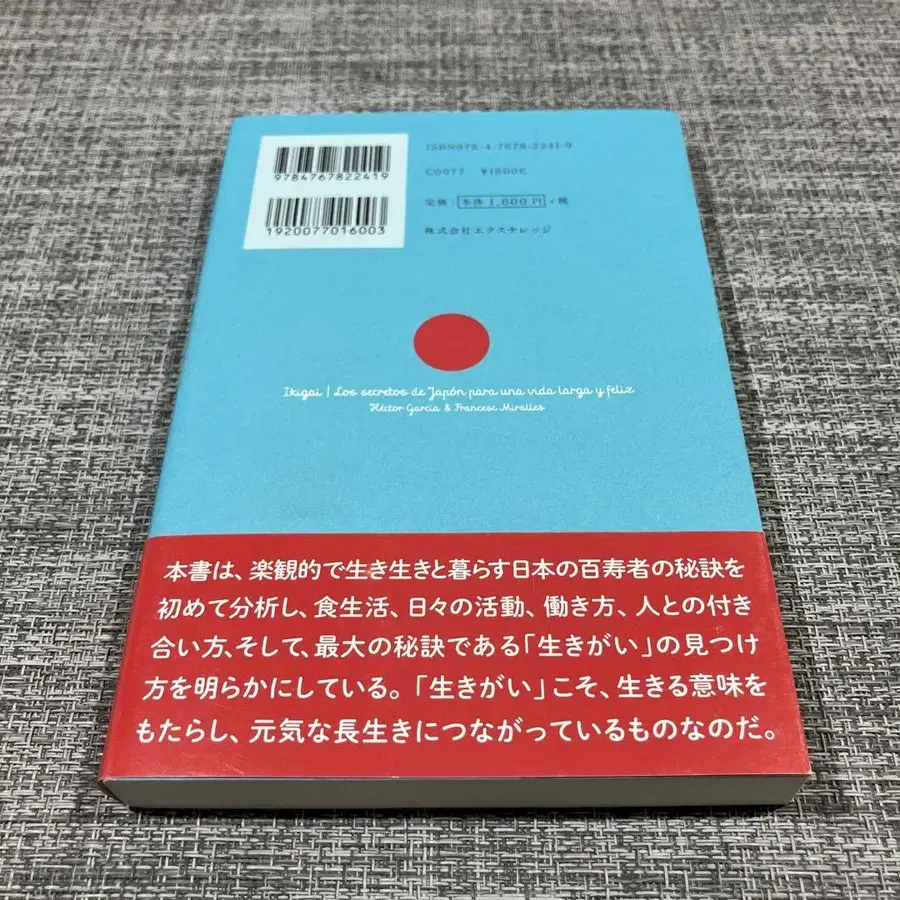 ISBN978-4-7678-2241-9
9784767822419
C0077 ¥1600E
定価：本体 1,600 円 +税
1920077016003
株式会社エクスナレッジ
Ikigai | Los secretos de Japón para una vida larga y feliz
Héctor García & Francesc Miralles
本書は、楽観的で生き生きと暮らす日本の百寿者の秘訣を
初めて分析し、食生活、日々の活動、働き方、人との付き
合い方、そして、最大の秘訣である「生きがい」の見つけ
方を明らかにしている。「生きがい」こそ、生きる意味を
もたらし、元気な長生きにつながっているものなのだ。